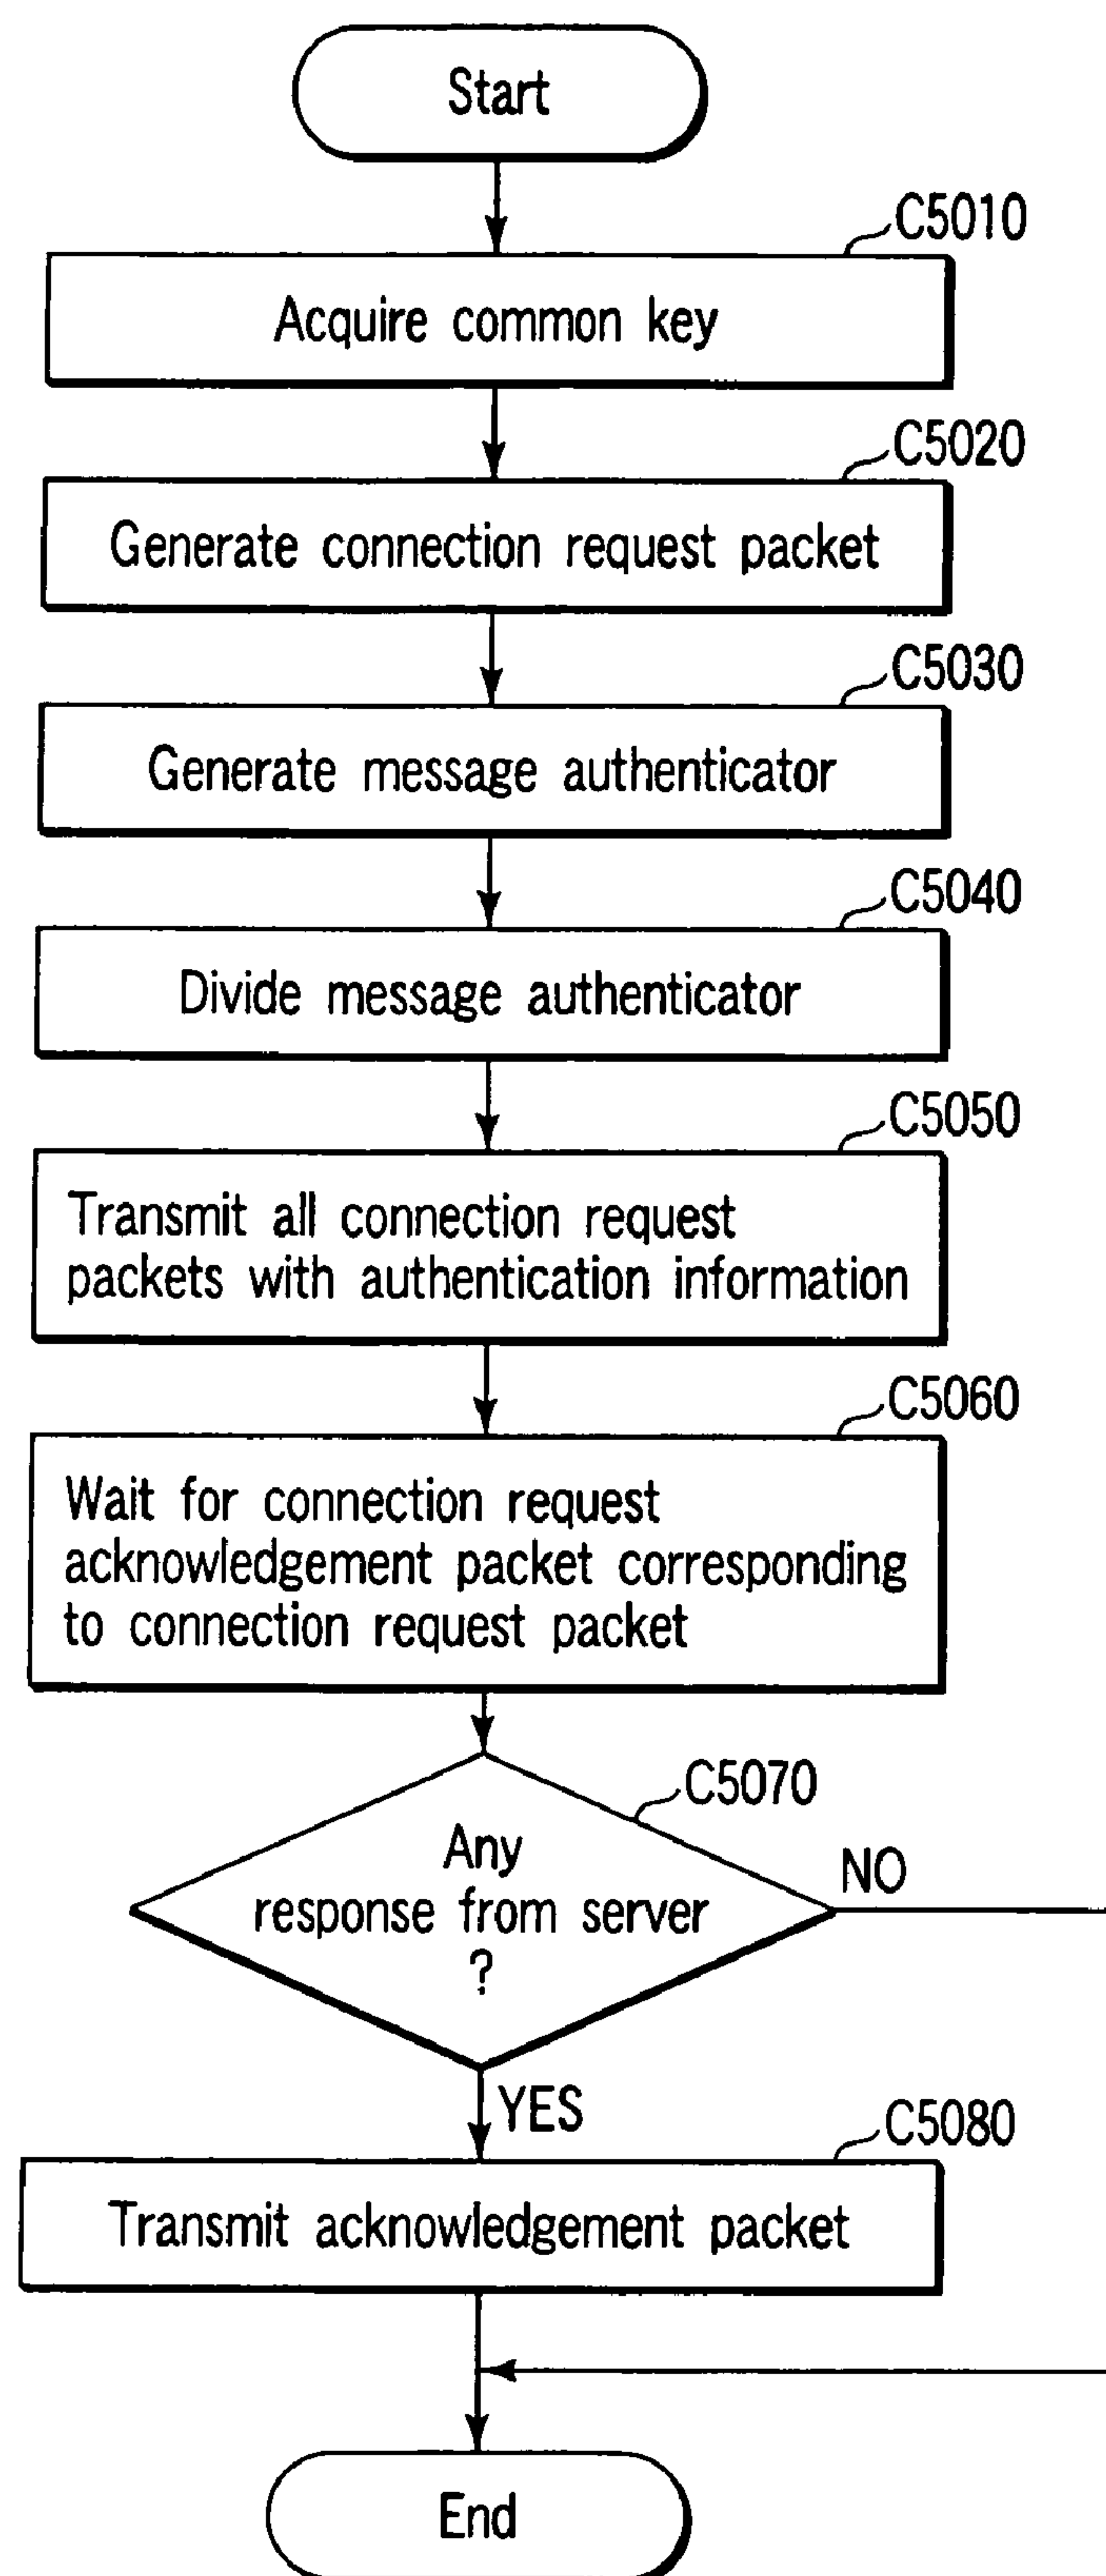 Start
C5010
Acquire common key
C5020
Generate connection request packet
C5030
Generate message authenticator
C5040
Divide message authenticator
C5050
Transmit all connection request
packets with authentication information
C5060
Wait for connection request
acknowledgement packet corresponding
to connection request packet
C5070
Any
response from server
?
NO
YES
C5080
Transmit acknowledgement packet
End